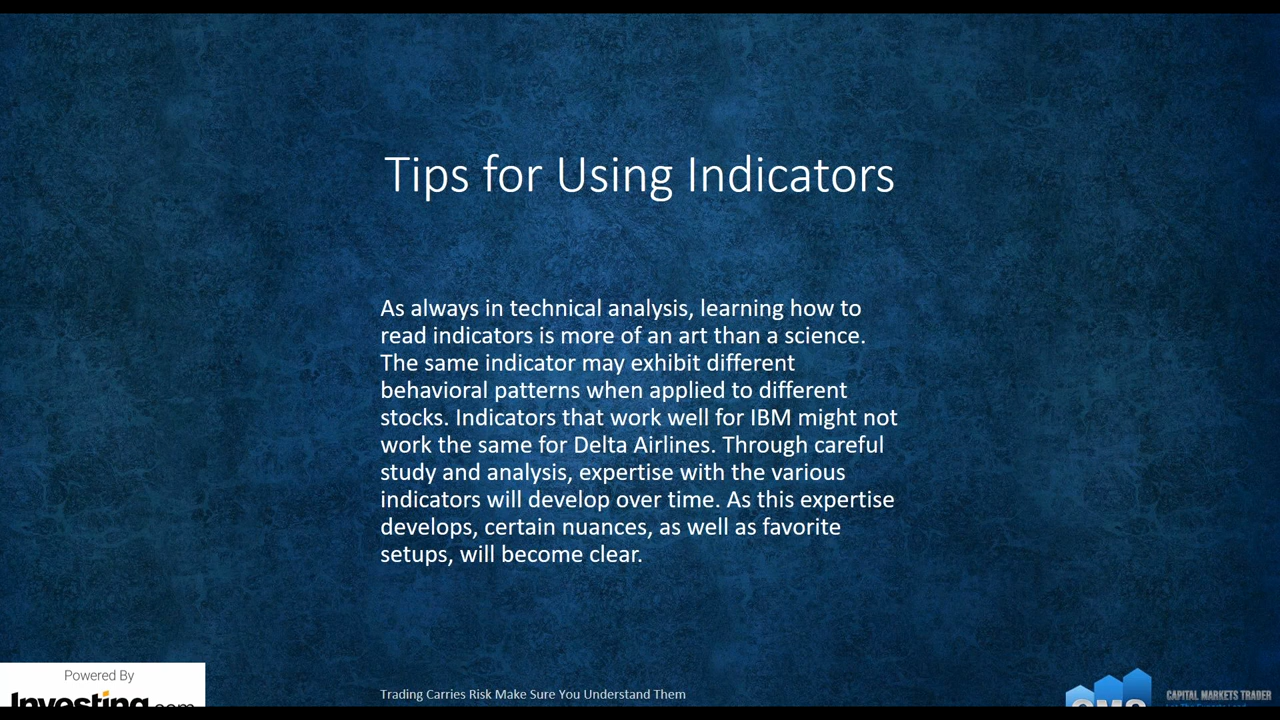 Tips for Using Indicators
As always in technical analysis, learning how to
read indicators is more of an art than a science.
The same indicator may exhibit different
behavioral patterns when applied to different
stocks. Indicators that work well for IBM might not
work the same for Delta Airlines. Through careful
study and analysis, expertise with the various
indicators will develop over time. As this expertise
develops, certain nuances, as well as favorite
setups, will become clear.
Powered By
Investing.com
Trading Carries Risk Make Sure You Understand Them
CAPITAL MARKETS TRADER